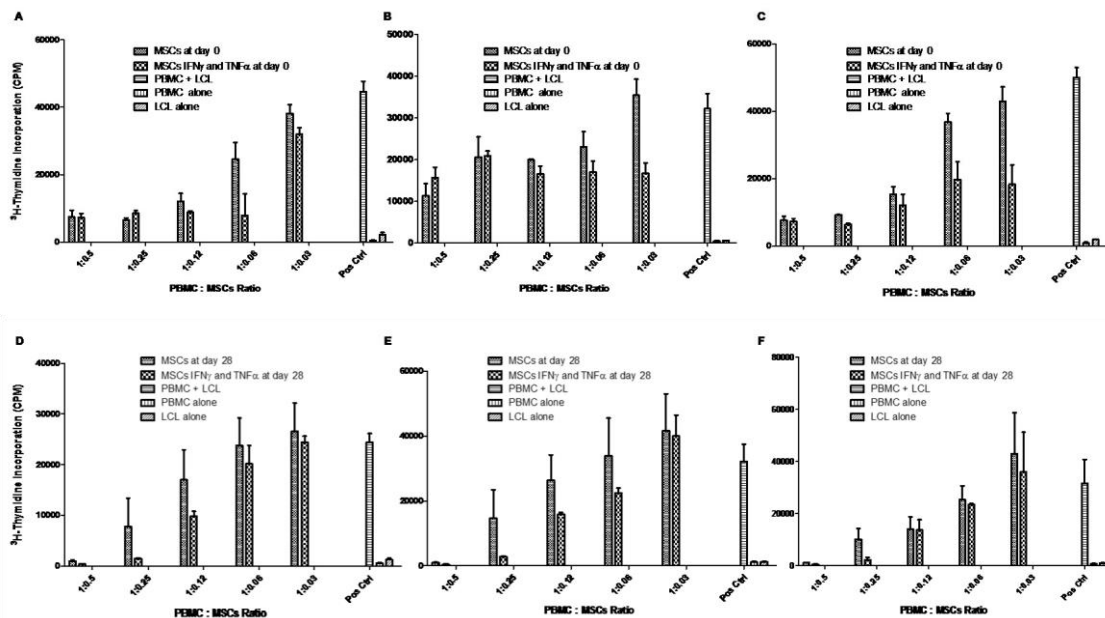 A
³H-Thymidine Incorporation (CPM)
60000
40000
20000
0
MSCs at day 0
MSCs IFNγ and TNFα at day 0
PBMC + LCL
PBMC alone
LCL alone
1:0.5
1:0.25
1:0.12
1:0.06
1:0.03
Pos Ctrl
PBMC : MSCs Ratio
B
50000
40000
30000
20000
10000
0
MSCs at day 0
MSCs IFNγ and TNFα at day 0
PBMC + LCL
PBMC alone
LCL alone
1:0.5
1:0.25
1:0.12
1:0.06
1:0.03
Pos Ctrl
PBMC : MSCs Ratio
C
60000
40000
20000
0
MSCs at day 0
MSCs IFNγ and TNFα at day 0
PBMC + LCL
PBMC alone
LCL alone
1:0.5
1:0.25
1:0.12
1:0.06
1:0.03
Pos Ctrl
PBMC : MSCs Ratio
D
³H-Thymidine Incorporation (CPM)
40000
30000
20000
10000
0
MSCs at day 28
MSCs IFNγ and TNFα at day 28
PBMC + LCL
PBMC alone
LCL alone
1:0.5
1:0.25
1:0.12
1:0.06
1:0.03
Pos Ctrl
PBMC : MSCs Ratio
E
60000
40000
20000
0
MSCs at day 28
MSCs IFNγ and TNFα at day 28
PBMC + LCL
PBMC alone
LCL alone
1:0.5
1:0.25
1:0.12
1:0.06
1:0.03
Pos Ctrl
PBMC : MSCs Ratio
F
80000
60000
40000
20000
0
MSCs at day 28
MSCs IFNγ and TNFα at day 28
PBMC + LCL
PBMC alone
LCL alone
1:0.5
1:0.25
1:0.12
1:0.06
1:0.03
Pos Ctrl
PBMC : MSCs Ratio